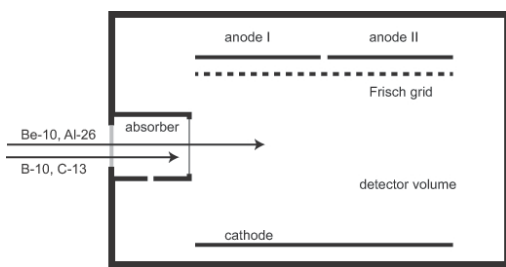 anode I
anode II
Frisch grid
absorber
Be-10, Al-26
B-10, C-13
detector volume
cathode